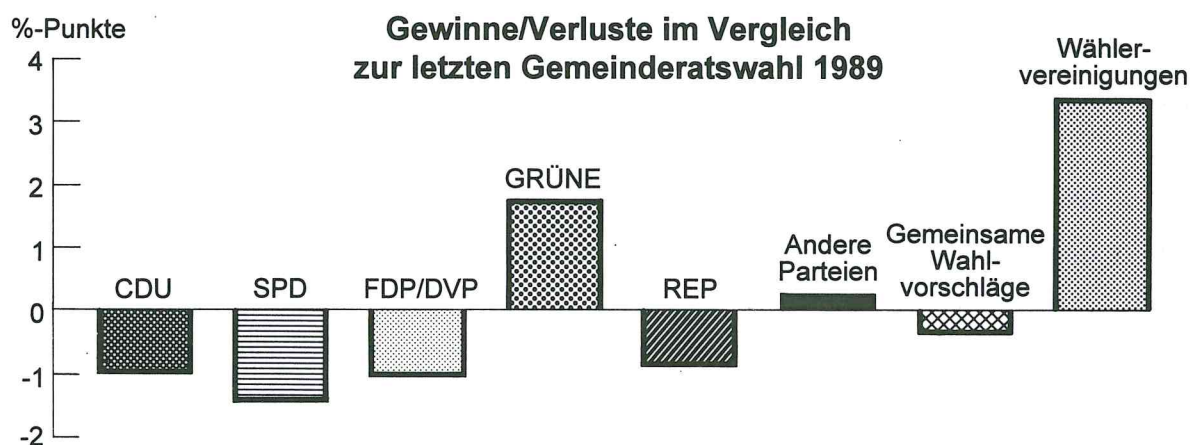 %-Punkte
Gewinne/Verluste im Vergleich
zur letzten Gemeinderatswahl 1989
4
3
2
1
0
-1
-2
CDU
SPD
FDP/DVP
GRÜNE
REP
Andere
Parteien
Gemeinsame
Wahl-
vorschläge
Wähler-
vereinigungen